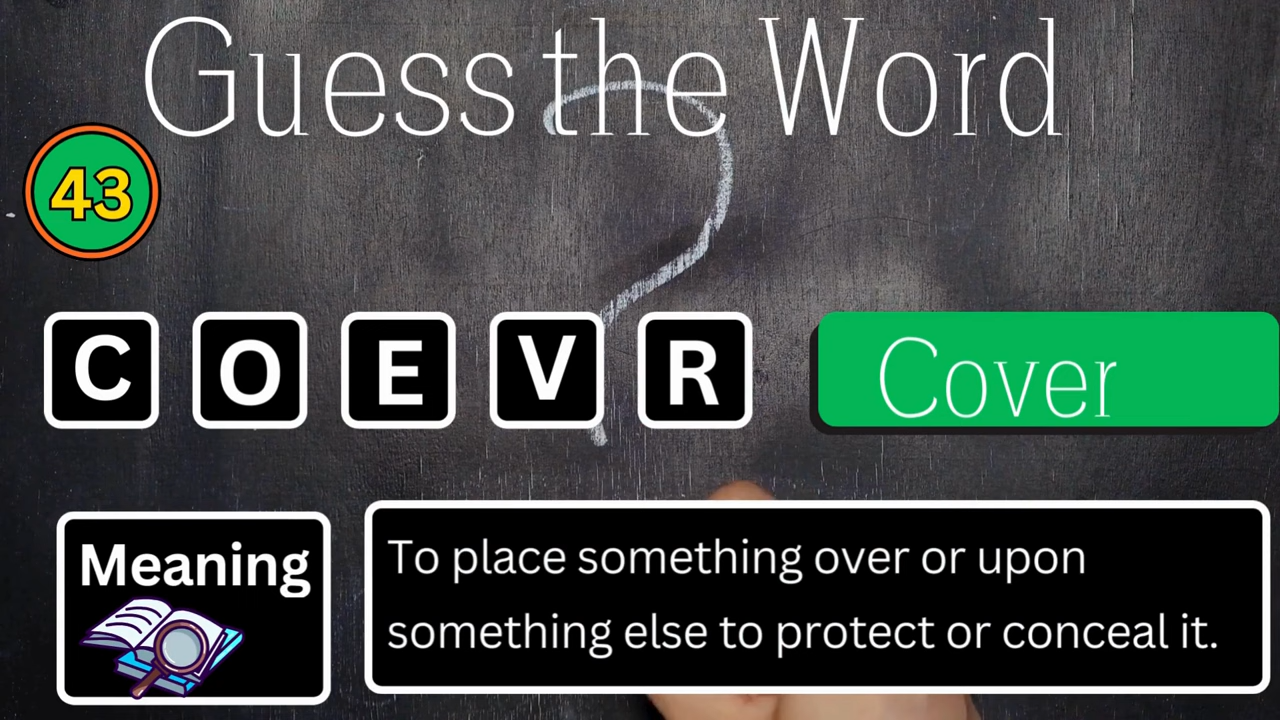 Guess the Word
43
C O E V R
Cover
Meaning
To place something over or upon
something else to protect or conceal it.